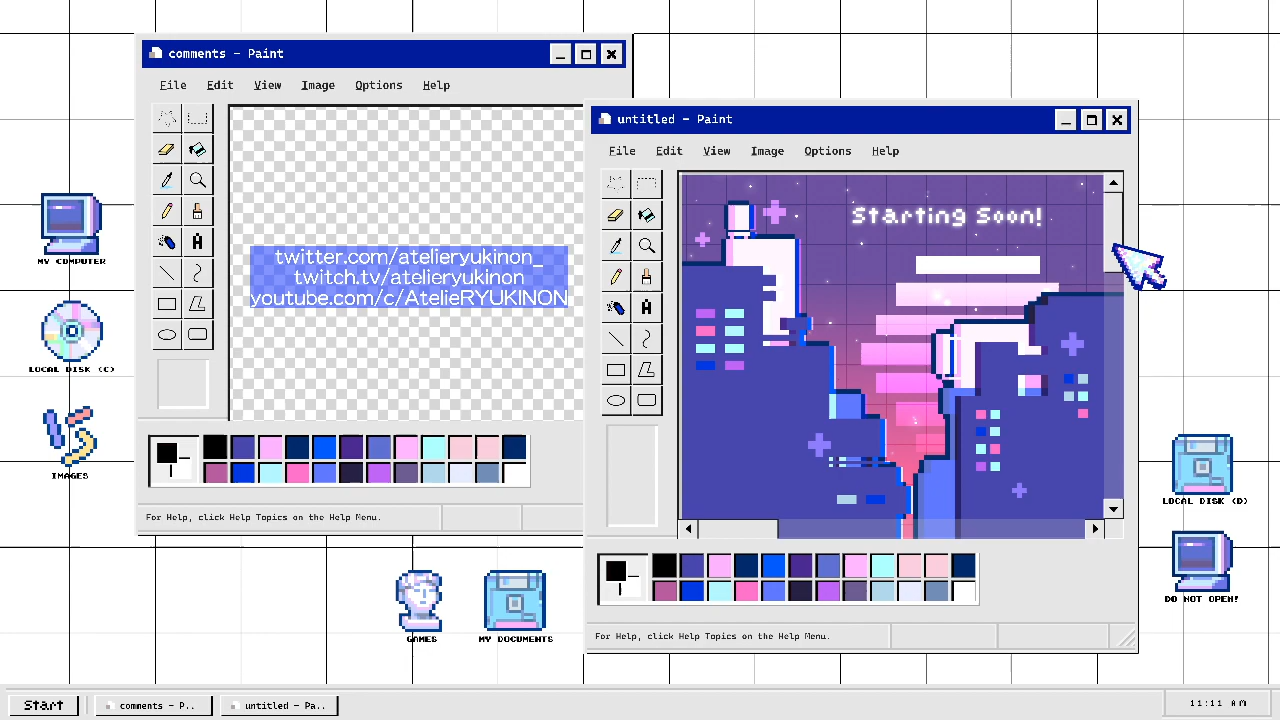 comments - Paint
File Edit View Image Options Help
twitter.com/atelieryukinon_
twitch.tv/atelieryukinon
youtube.com/c/AtelieRYUKINON
For Help, click Help Topics on the Help Menu.
untitled - Paint
File Edit View Image Options Help
A
Starting Soon!
For Help, click Help Topics on the Help Menu.
MY COMPUTER
LOCAL DISK (C)
IMAGES
GAMES
MY DOCUMENTS
LOCAL DISK (D)
DO NOT OPEN!
Start
comments - P..
untitled - Pa..
11:11 AM